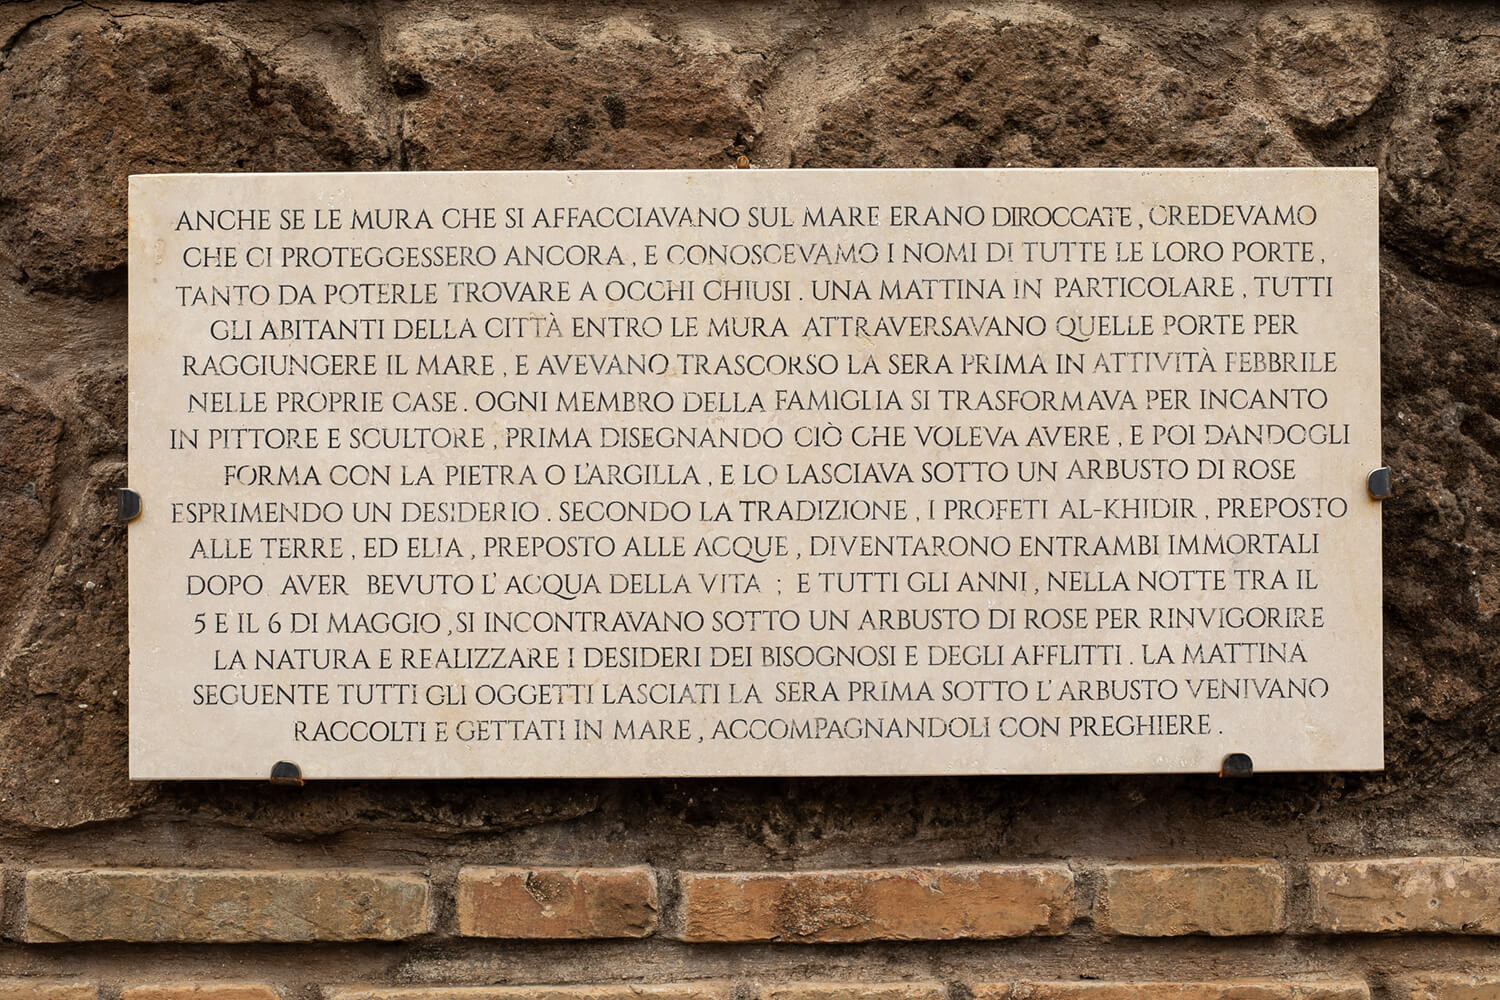 ANCHE SE LE MURA CHE SI AFFACCIAVANO SUL MARE ERANO DIROCCATE, CREDEVAMO
CHE CI PROTEGGESSERO ANCORA, E CONOSCEVAMO I NOMI DI TUTTE LE LORO PORTE,
TANTO DA POTERLE TROVARE A OCCHI CHIUSI. UNA MATTINA IN PARTICOLARE, TUTTI
GLI ABITANTI DELLA CITTÀ ENTRO LE MURA ATTRAVERSAVANO QUELLE PORTE PER
RAGGIUNGERE IL MARE, E AVEVANO TRASCORSO LA SERA PRIMA IN ATTIVITÀ FEBBRILE
NELLE PROPRIE CASE. OGNI MEMBRO DELLA FAMIGLIA SI TRASFORMAVA PER INCANTO
IN PITTORE E SCULTORE, PRIMA DISEGNANDO CIÒ CHE VOLEVA AVERE, E POI DANDOGLI
FORMA CON LA PIETRA O L'ARGILLA, E LO LASCIAVA SOTTO UN ARBUSTO DI ROSE
ESPRIMENDO UN DESIDERIO. SECONDO LA TRADIZIONE, I PROFETI AL-KHIDIR, PREPOSTO
ALLE TERRE, ED ELIA, PREPOSTO ALLE ACQUE, DIVENTARONO ENTRAMBI IMMORTALI
DOPO AVER BEVUTO L'ACQUA DELLA VITA; E TUTTI GLI ANNI, NELLA NOTTE TRA IL
5 E IL 6 DI MAGGIO, SI INCONTRAVANO SOTTO UN ARBUSTO DI ROSE PER RINVIGORIRE
LA NATURA E REALIZZARE I DESIDERI DEI BISOGNOSI E DEGLI AFFLITTI. LA MATTINA
SEGUENTE TUTTI GLI OGGETTI LASCIATI LA SERA PRIMA SOTTO L'ARBUSTO VENIVANO
RACCOLTI E GETTATI IN MARE, ACCOMPAGNANDOLI CON PREGHIERE.